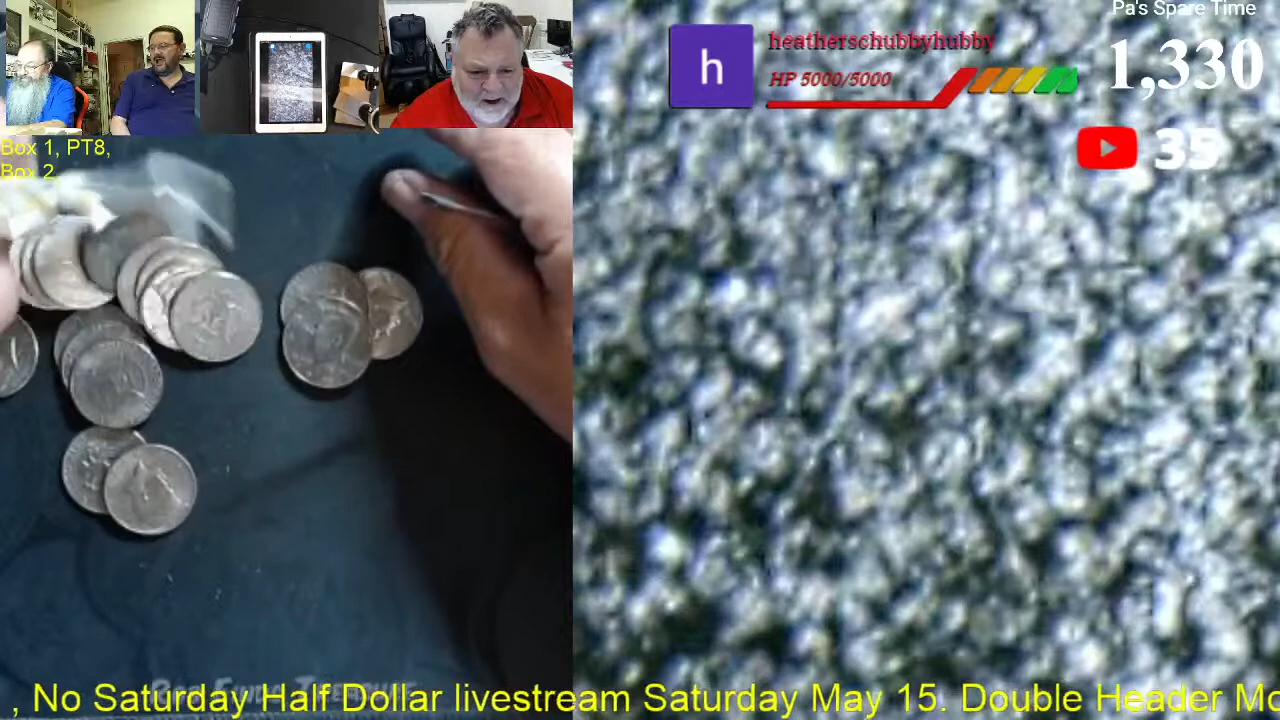 Pa's Spare Time
h
heatherschubbyhubby
1,330
HP 5000/5000
35
Box 1, PT8,
Box 2,
, No Saturday Half Dollar livestream Saturday May 15. Double Header Mo